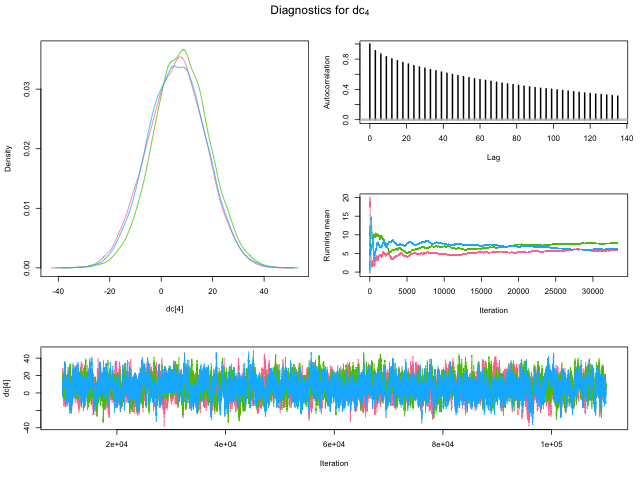 Diagnostics for dc4
Density
0.00
0.01
0.02
0.03
-40
-20
0
20
40
dc[4]
Autocorrelation
0.0
0.4
0.8
0
20
40
60
80
100
120
140
Lag
Running mean
0
5
10
15
20
0
5000
10000
15000
20000
25000
30000
Iteration
dc[4]
-40
0
20
40
2e+04
4e+04
6e+04
8e+04
1e+05
Iteration